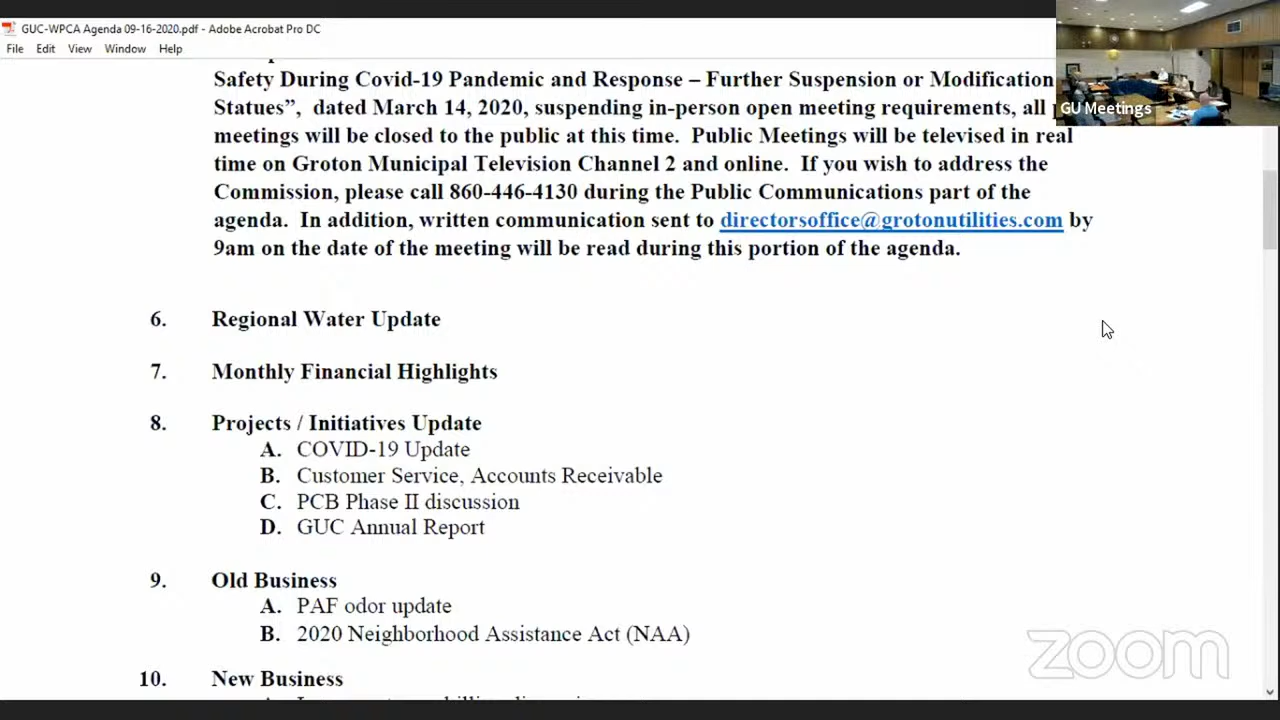 GUC-WPCA Agenda 09-16-2020.pdf - Adobe Acrobat Pro DC
File Edit View Window Help
GU Meetings
Safety During Covid-19 Pandemic and Response – Further Suspension or Modification
Statues”, dated March 14, 2020, suspending in-person open meeting requirements, all
meetings will be closed to the public at this time. Public Meetings will be televised in real
time on Groton Municipal Television Channel 2 and online. If you wish to address the
Commission, please call 860-446-4130 during the Public Communications part of the
agenda. In addition, written communication sent to directorsoffice@grotonutilities.com by
9am on the date of the meeting will be read during this portion of the agenda.
6. Regional Water Update
7. Monthly Financial Highlights
8. Projects / Initiatives Update
A. COVID-19 Update
B. Customer Service, Accounts Receivable
C. PCB Phase II discussion
D. GUC Annual Report
9. Old Business
A. PAF odor update
B. 2020 Neighborhood Assistance Act (NAA)
10. New Business
zoom